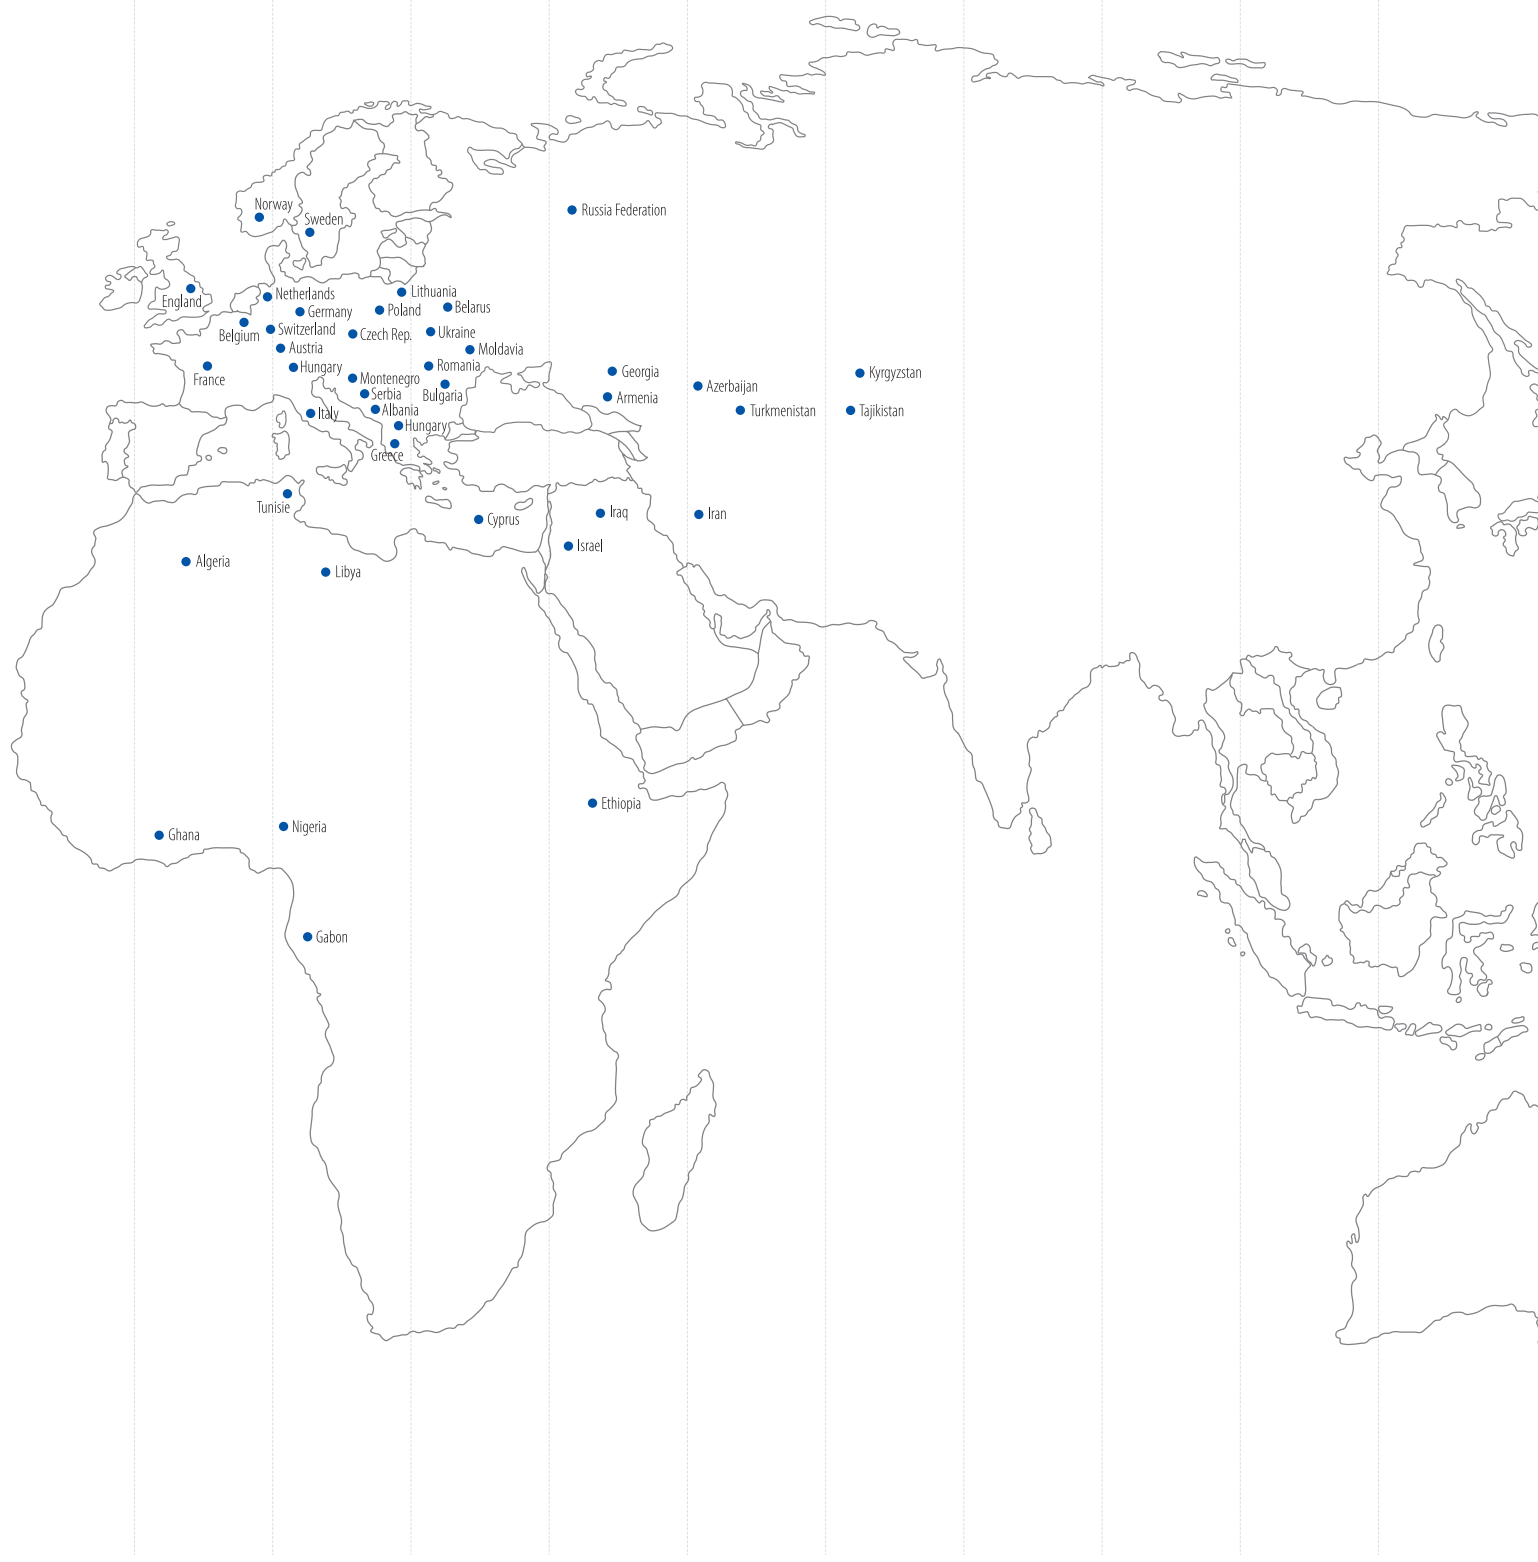 Norway
Russia Federation
Sweden
England
Netherlands
Lithuania
Germany
Poland
Belarus
Belgium
Switzerland
Czech Rep.
Ukraine
Austria
Moldavia
France
Hungary
Romania
Georgia
Kyrgyzstan
Montenegro
Bulgaria
Azerbaijan
Serbia
Armenia
Italy
Albania
Turkmenistan
Tajikistan
Hungary
Greece
Tunisie
Cyprus
Iraq
Iran
Israel
Algeria
Libya
Ethiopia
Ghana
Nigeria
Gabon